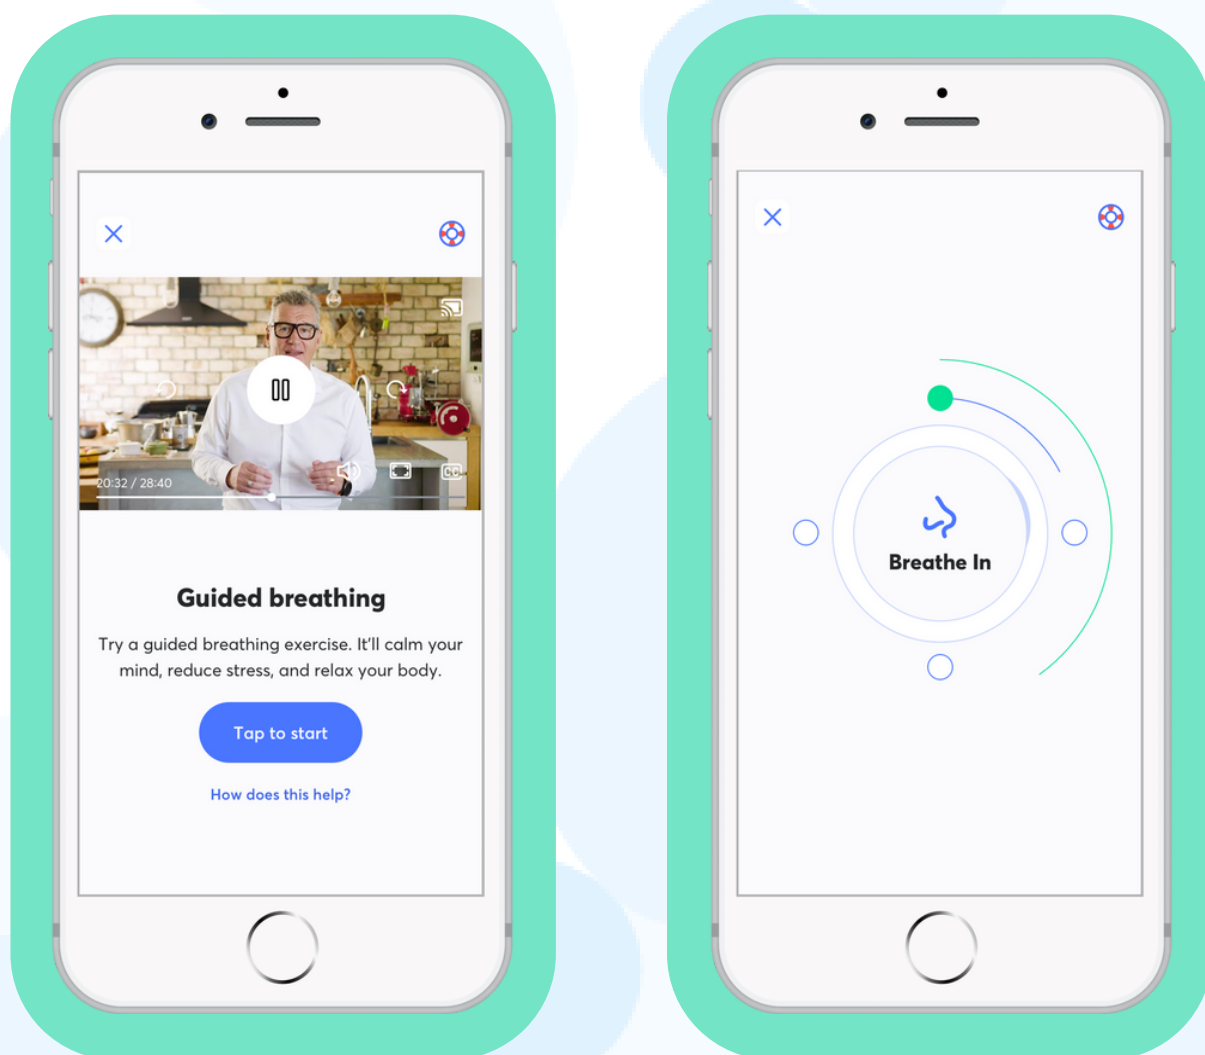 20:32 / 28:40
CC
Guided breathing
Try a guided breathing exercise. It'll calm your
mind, reduce stress, and relax your body.
Tap to start
How does this help?
Breathe In